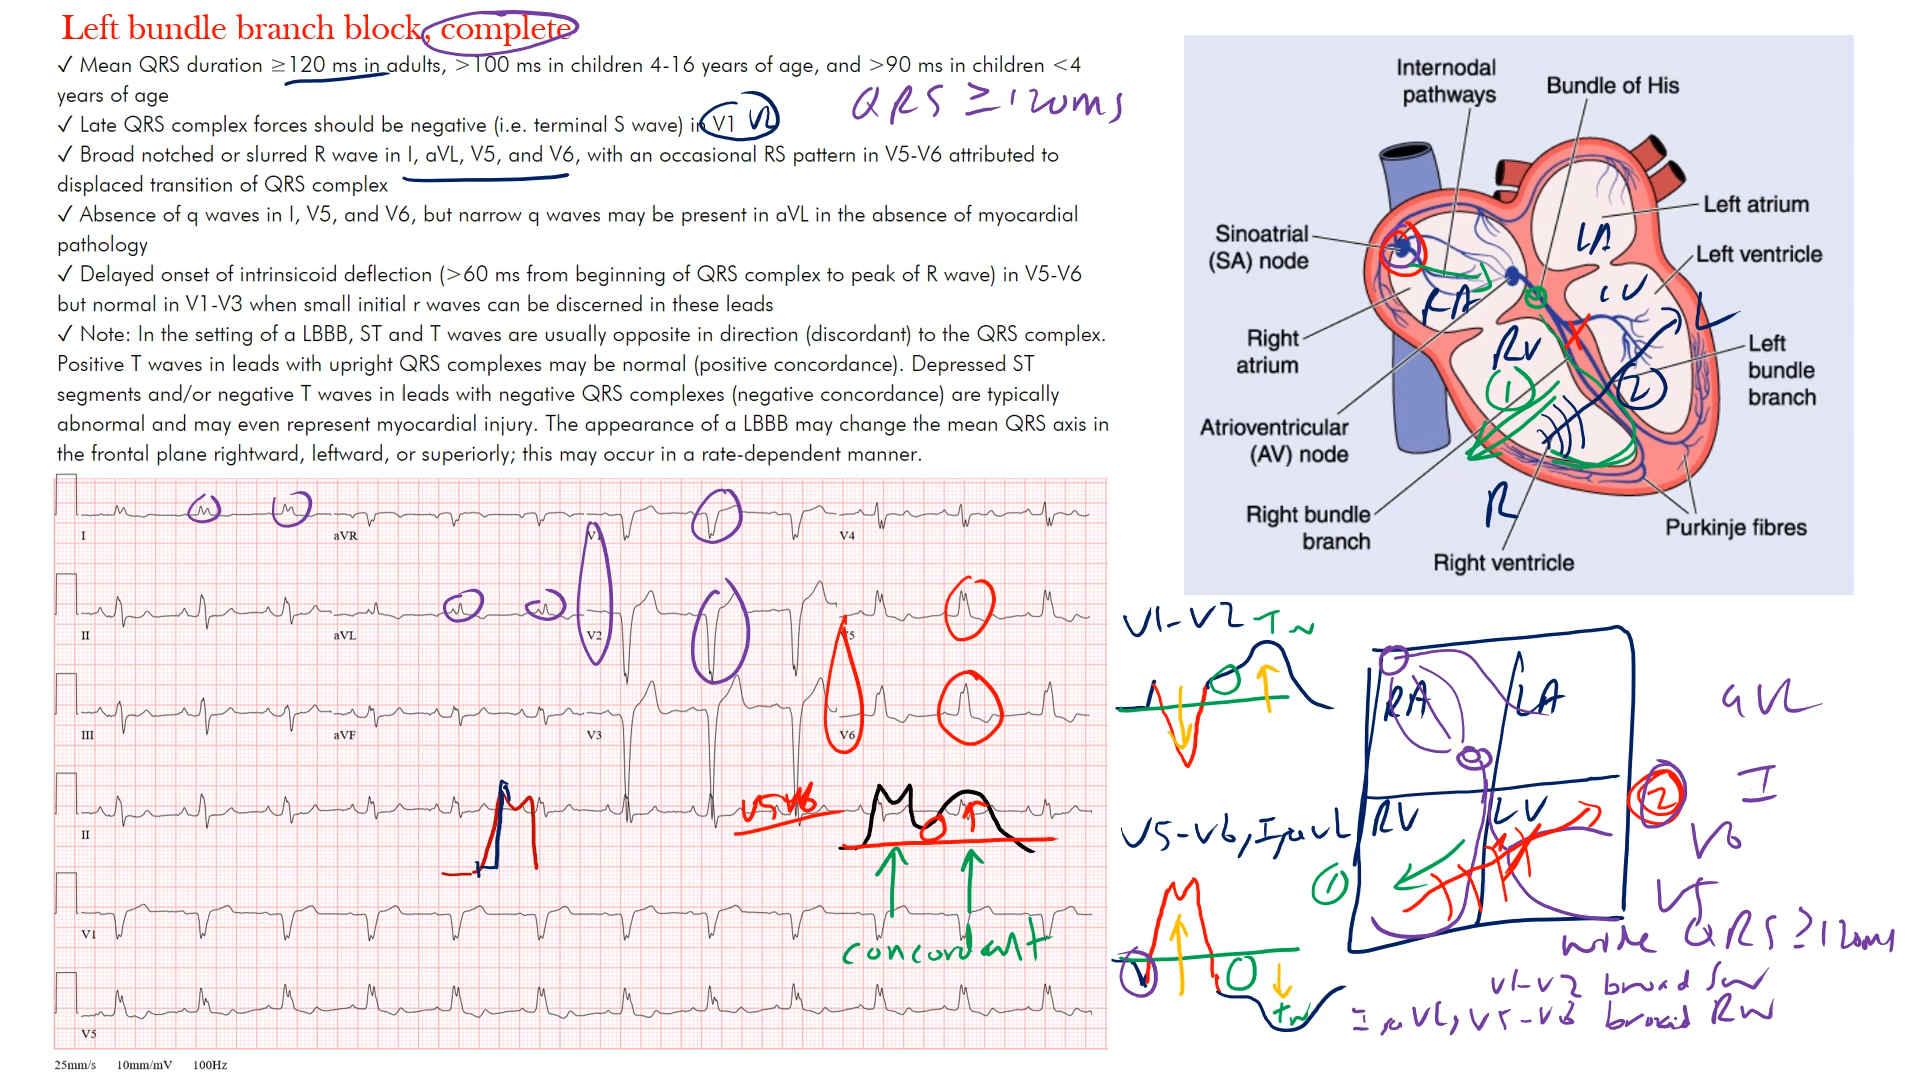 Left bundle branch block, complete
✓ Mean QRS duration ≥120 ms in adults, >100 ms in children 4-16 years of age, and >90 ms in children <4
years of age
QRS ≥120ms
✓ Late QRS complex forces should be negative (i.e. terminal S wave) in V1 V2
✓ Broad notched or slurred R wave in I, aVL, V5, and V6, with an occasional RS pattern in V5-V6 attributed to
displaced transition of QRS complex
✓ Absence of q waves in I, V5, and V6, but narrow q waves may be present in aVL in the absence of myocardial
pathology
✓ Delayed onset of intrinsicoid deflection (>60 ms from beginning of QRS complex to peak of R wave) in V5-V6
but normal in V1-V3 when small initial r waves can be discerned in these leads
✓ Note: In the setting of a LBBB, ST and T waves are usually opposite in direction (discordant) to the QRS complex.
Positive T waves in leads with upright QRS complexes may be normal (positive concordance). Depressed ST
segments and/or negative T waves in leads with negative QRS complexes (negative concordance) are typically
abnormal and may even represent myocardial injury. The appearance of a LBBB may change the mean QRS axis in
the frontal plane rightward, leftward, or superiorly; this may occur in a rate-dependent manner.
Internodal
pathways
Bundle of His
Left atrium
Sinoatrial
(SA) node
Left ventricle
Right
atrium
Left
bundle
branch
Atrioventricular
(AV) node
Right bundle
branch
Right ventricle
Purkinje fibres
LA
RA
LV
L
RV
1
2
R
I
aVR
V1
V4
II
aVL
V2
V5
III
aVF
V3
V6
II
V5 V6
V1
concordant
V5
25mm/s 10mm/mV 100Hz
V1-V2 Tw
V5-V6, I, aVL
Tw
RA
LA
RV
LV
1
2
aVL
I
V6
V5
wide QRS ≥120ms
V1-V2 broad Sw
I, aVL, V5-V6 broad RW